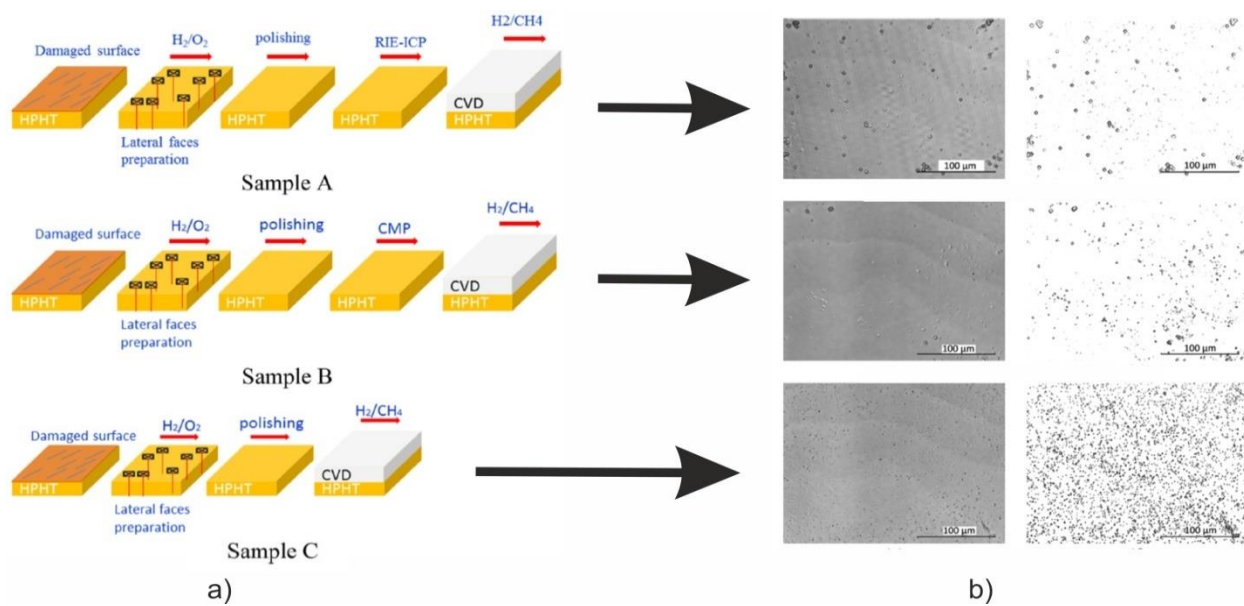 H2/CH4
Damaged surface
H₂/O₂
polishing
RIE-ICP
CVD
HPHT
HPHT
HPHT
HPHT
Lateral faces
preparation
Sample A
100 µm
100 µm
H₂/CH₄
Damaged surface
H₂/O₂
polishing
CMP
CVD
HPHT
HPHT
HPHT
HPHT
Lateral faces
preparation
Sample B
100 µm
100 µm
H₂/CH₄
Damaged surface
H₂/O₂
polishing
CVD
HPHT
HPHT
HPHT
Lateral faces
preparation
Sample C
100 µm
100 µm
a)
b)